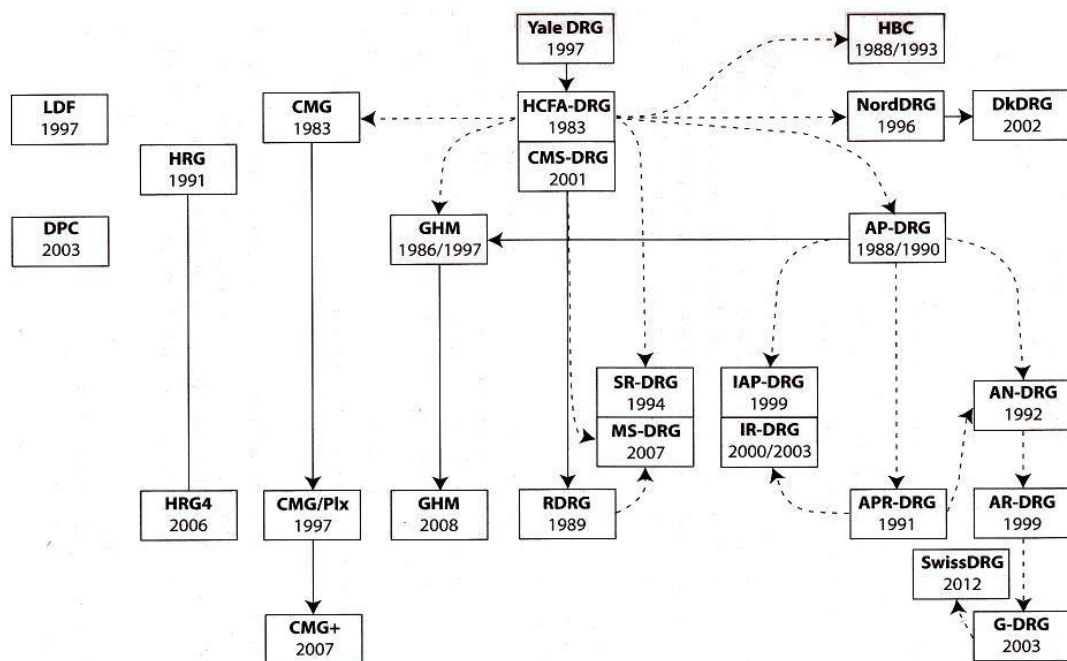 Yale DRG
1997
HBC
1988/1993
LDF
1997
CMG
1983
HCFA-DRG
1983
NordDRG
1996
DkDRG
2002
HRG
1991
CMS-DRG
2001
DPC
2003
GHM
1986/1997
AP-DRG
1988/1990
SR-DRG
1994
IAP-DRG
1999
AN-DRG
1992
MS-DRG
2007
IR-DRG
2000/2003
HRG4
2006
CMG/Plx
1997
GHM
2008
RDRG
1989
APR-DRG
1991
AR-DRG
1999
SwissDRG
2012
CMG+
2007
G-DRG
2003